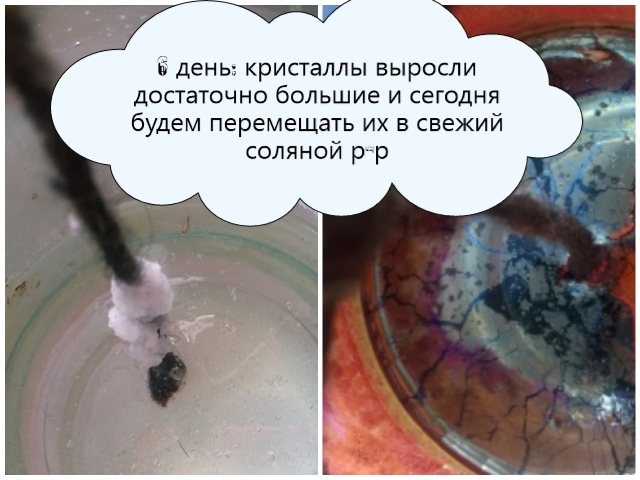 6 день: кристаллы выросли
достаточно большие и сегодня
будем перемещать их в свежий
соляной р-р